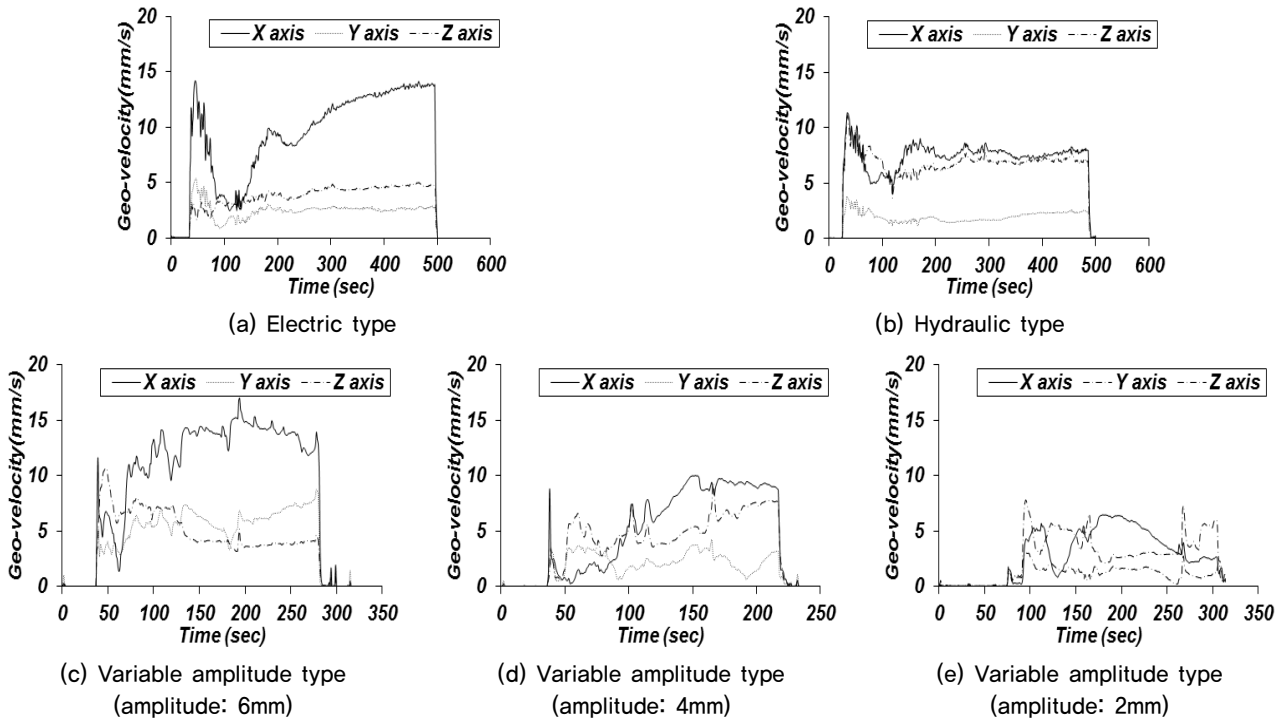 20
15
10
5
0
Geo-velocity(mm/s)
X axis Y axis Z axis
0 100 200 300 400 500 600
Time (sec)
(a) Electric type
20
15
10
5
0
Geo-velocity(mm/s)
X axis Y axis Z axis
0 100 200 300 400 500 600
Time (sec)
(b) Hydraulic type
20
15
10
5
0
Geo-velocity(mm/s)
X axis Y axis Z axis
0 50 100 150 200 250 300 350
Time (sec)
(c) Variable amplitude type
(amplitude: 6mm)
20
15
10
5
0
Geo-velocity(mm/s)
X axis Y axis Z axis
0 50 100 150 200 250
Time (sec)
(d) Variable amplitude type
(amplitude: 4mm)
20
15
10
5
0
Geo-velocity(mm/s)
X axis Y axis Z axis
0 50 100 150 200 250 300 350
Time (sec)
(e) Variable amplitude type
(amplitude: 2mm)